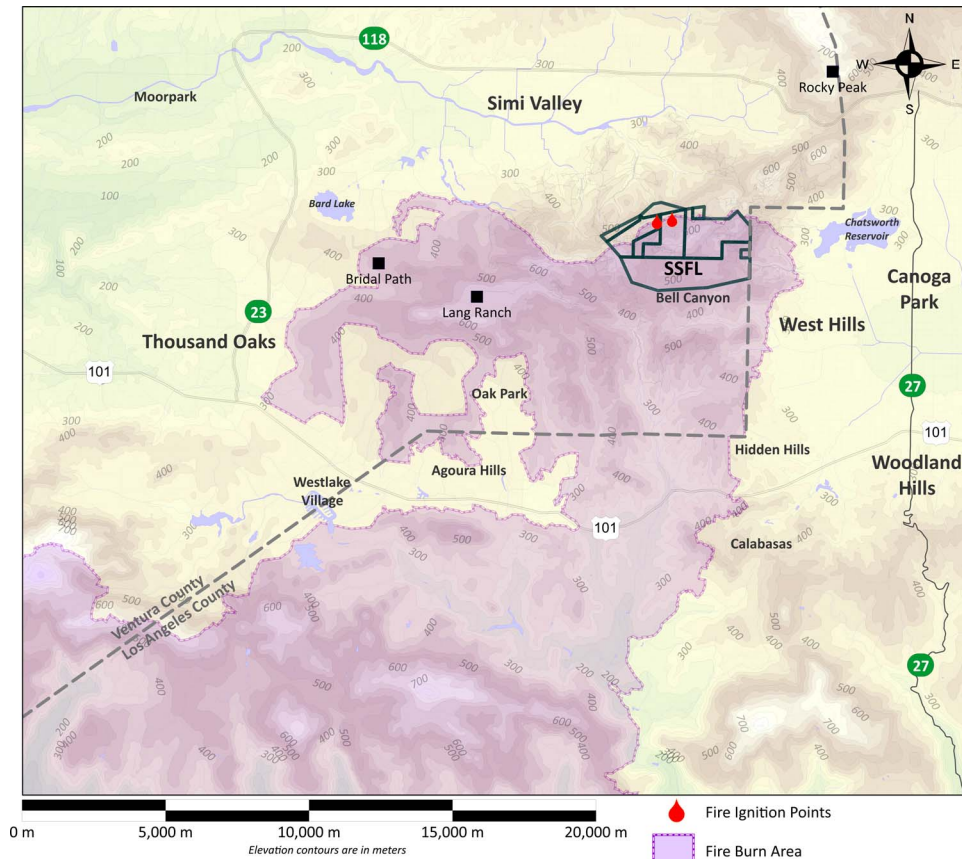 118
N
W
E
S
Rocky Peak
Moorpark
Simi Valley
Bard Lake
Chatsworth
Reservoir
Bridal Path
SSFL
Canoga
Park
Bell Canyon
Lang Ranch
23
Thousand Oaks
West Hills
101
Oak Park
27
101
Hidden Hills
Agoura Hills
Woodland
Hills
Westlake
Village
101
Calabasas
Ventura County
Los Angeles County
27
0 m
5,000 m
10,000 m
15,000 m
20,000 m
Elevation contours are in meters
Fire Ignition Points
Fire Burn Area